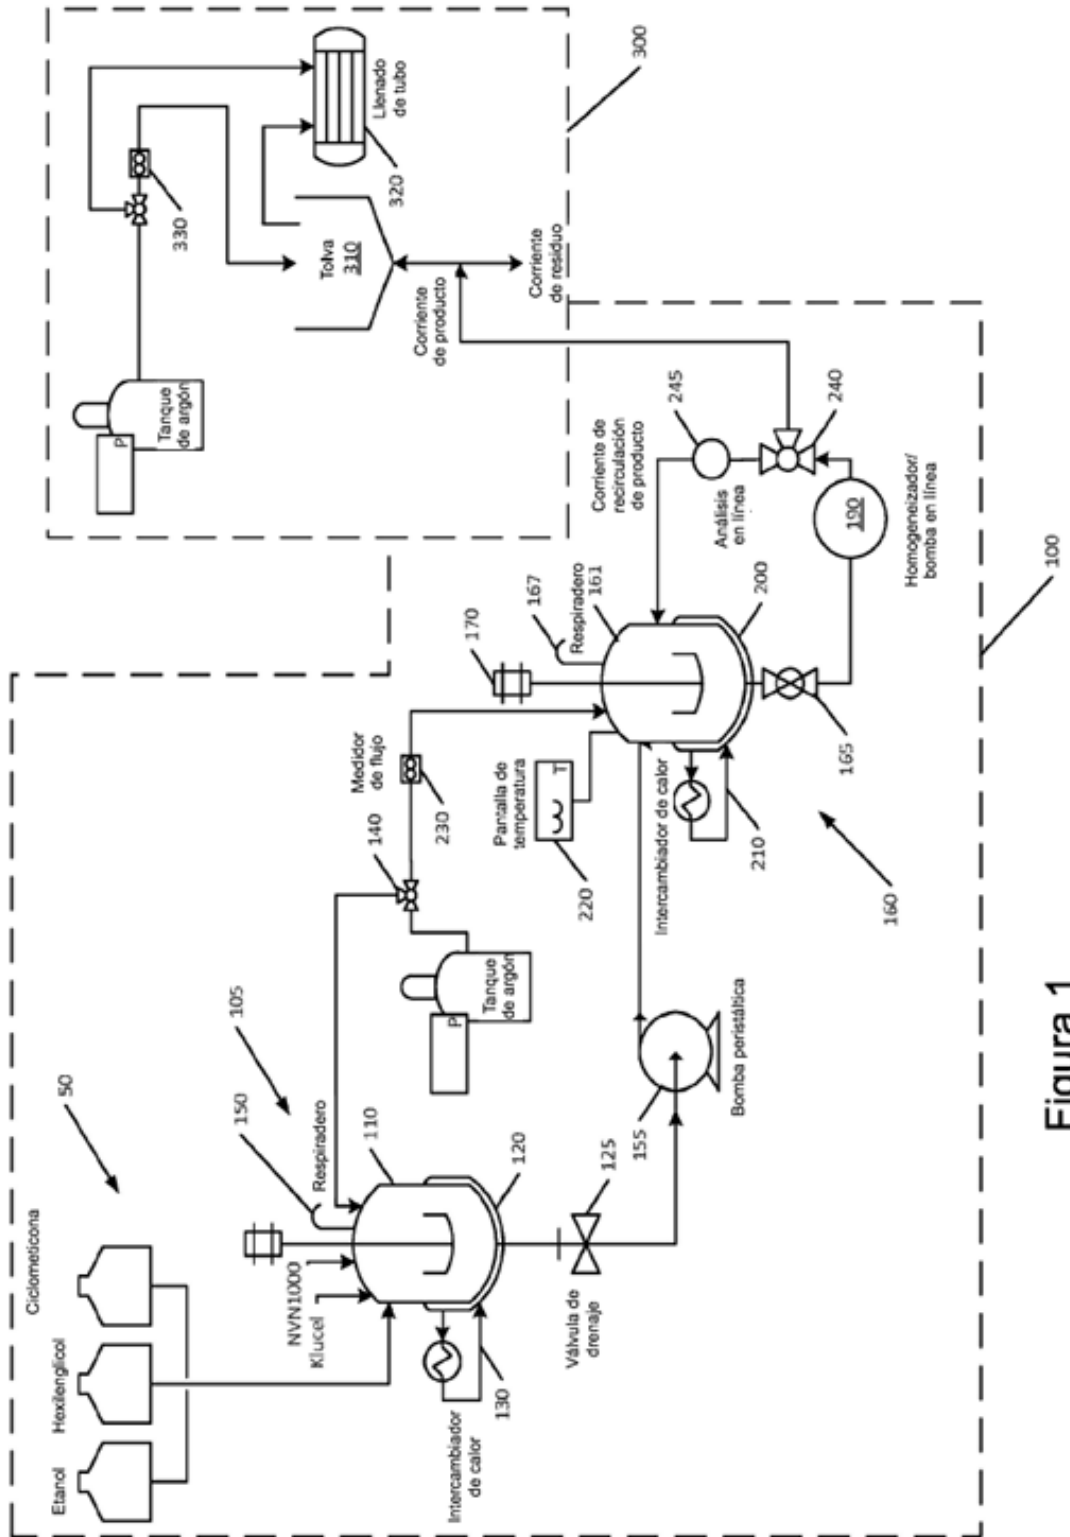 50
Etanol
Hexilenglicol
Ciclometicona
150
105
Respiradero
NVN1000
Klucel
110
120
130
Intercambiador
de calor
125
Válvula de
drenaje
155
Bomba peristáltica
P
Tanque
de argón
140
Medidor
de flujo
230
Pantalla de
temperatura
T
220
170
167
Respiradero
161
Intercambiador de calor
210
200
165
160
Corriente de
recirculación
de producto
245
Análisis
en línea
240
190
Homogeneizador/
bomba en línea
100
P
Tanque
de argón
330
Tolva
310
Llenado
de tubo
320
Corriente
de producto
Corriente
de residuo
300
Figura 1